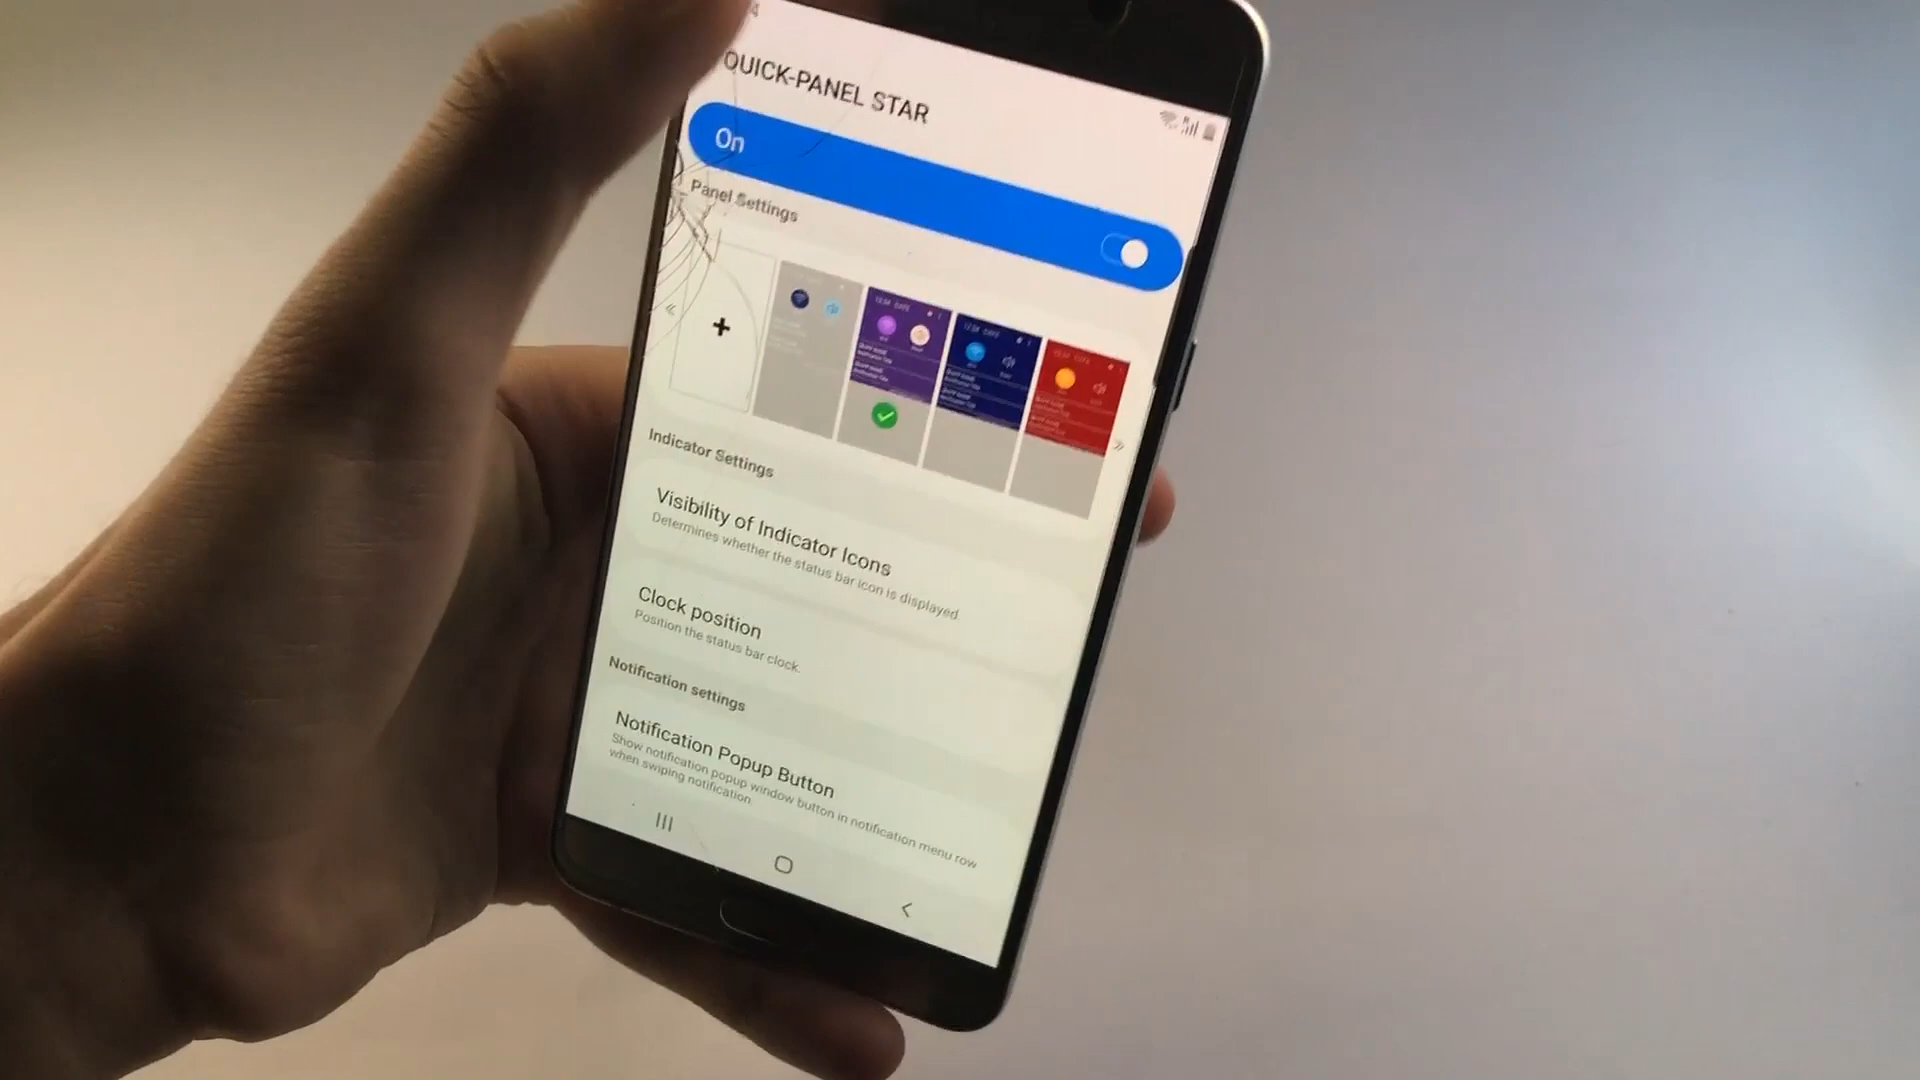 QUICK-PANEL STAR
On
Panel Settings
Indicator Settings
Visibility of Indicator Icons
Determines whether the status bar icon is displayed.
Clock position
Position the status bar clock.
Notification settings
Notification Popup Button
Show notification popup window button in notification menu row
when swiping notification.